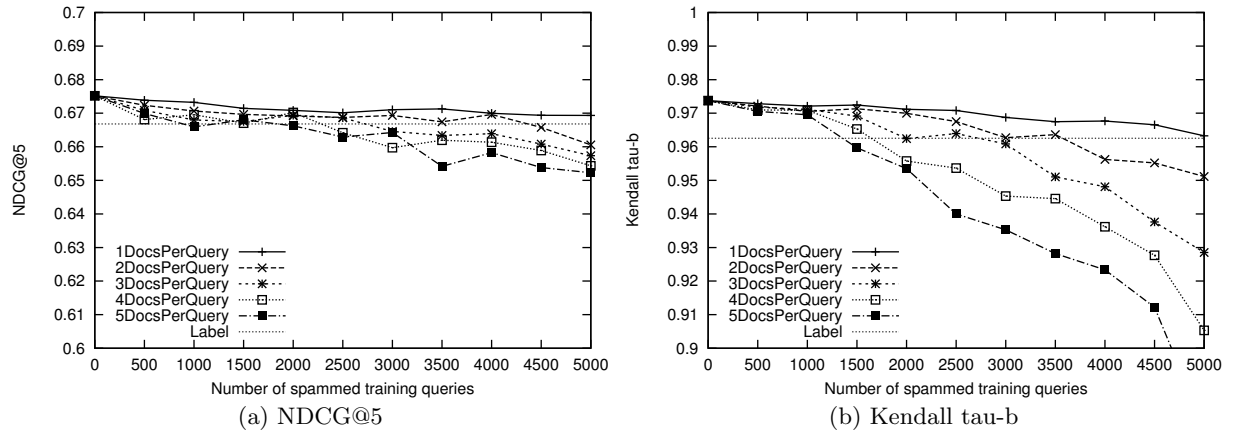 0.7
0.69
0.68
0.67
0.66
0.65
0.64
0.63
0.62
0.61
0.6
NDCG@5
1DocsPerQuery
2DocsPerQuery
3DocsPerQuery
4DocsPerQuery
5DocsPerQuery
Label
0 500 1000 1500 2000 2500 3000 3500 4000 4500 5000
Number of spammed training queries
(a) NDCG@5
1
0.99
0.98
0.97
0.96
0.95
0.94
0.93
0.92
0.91
0.9
Kendall tau-b
1DocsPerQuery
2DocsPerQuery
3DocsPerQuery
4DocsPerQuery
5DocsPerQuery
Label
0 500 1000 1500 2000 2500 3000 3500 4000 4500 5000
Number of spammed training queries
(b) Kendall tau-b